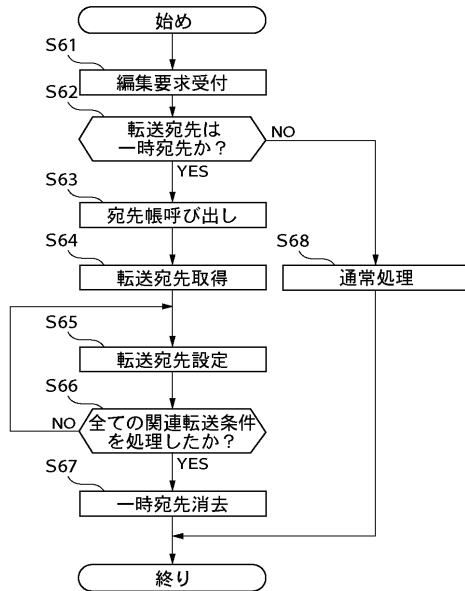 始め
S61
編集要求受付
S62
転送宛先は
一時宛先か？
NO
YES
S63
宛先帳呼び出し
S64
転送宛先取得
S68
通常処理
S65
転送宛先設定
S66
全ての関連転送条件
を処理したか？
NO
YES
S67
一時宛先消去
終り